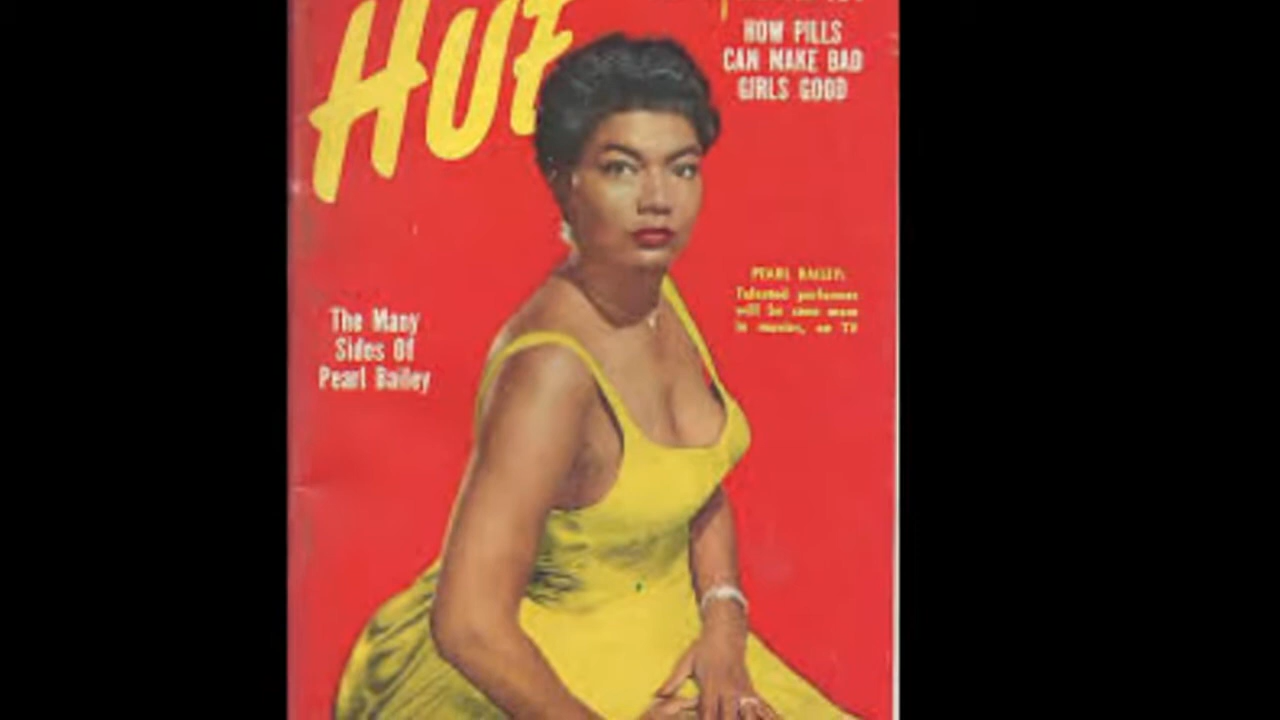 HUE
HOW PILLS
CAN MAKE BAD
GIRLS GOOD
PEARL BAILEY:
Talented performer
will be seen more
in movies, on TV
The Many
Sides Of
Pearl Bailey